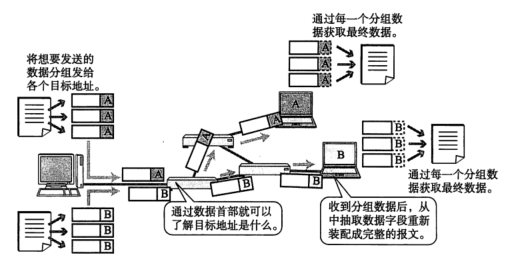 通过每一个分组数
据获取最终数据。
将想要发送的
数据分组发给
各个目标地址。
A
A
A
A
A
A
A
A
A
A
B
B
B
B
B
B
通过每一个分组数
据获取最终数据。
通过数据首部就可以
了解目标地址是什么。
收到分组数据后，从
中抽取数据字段重新
装配成完整的报文。
B
B
B
B